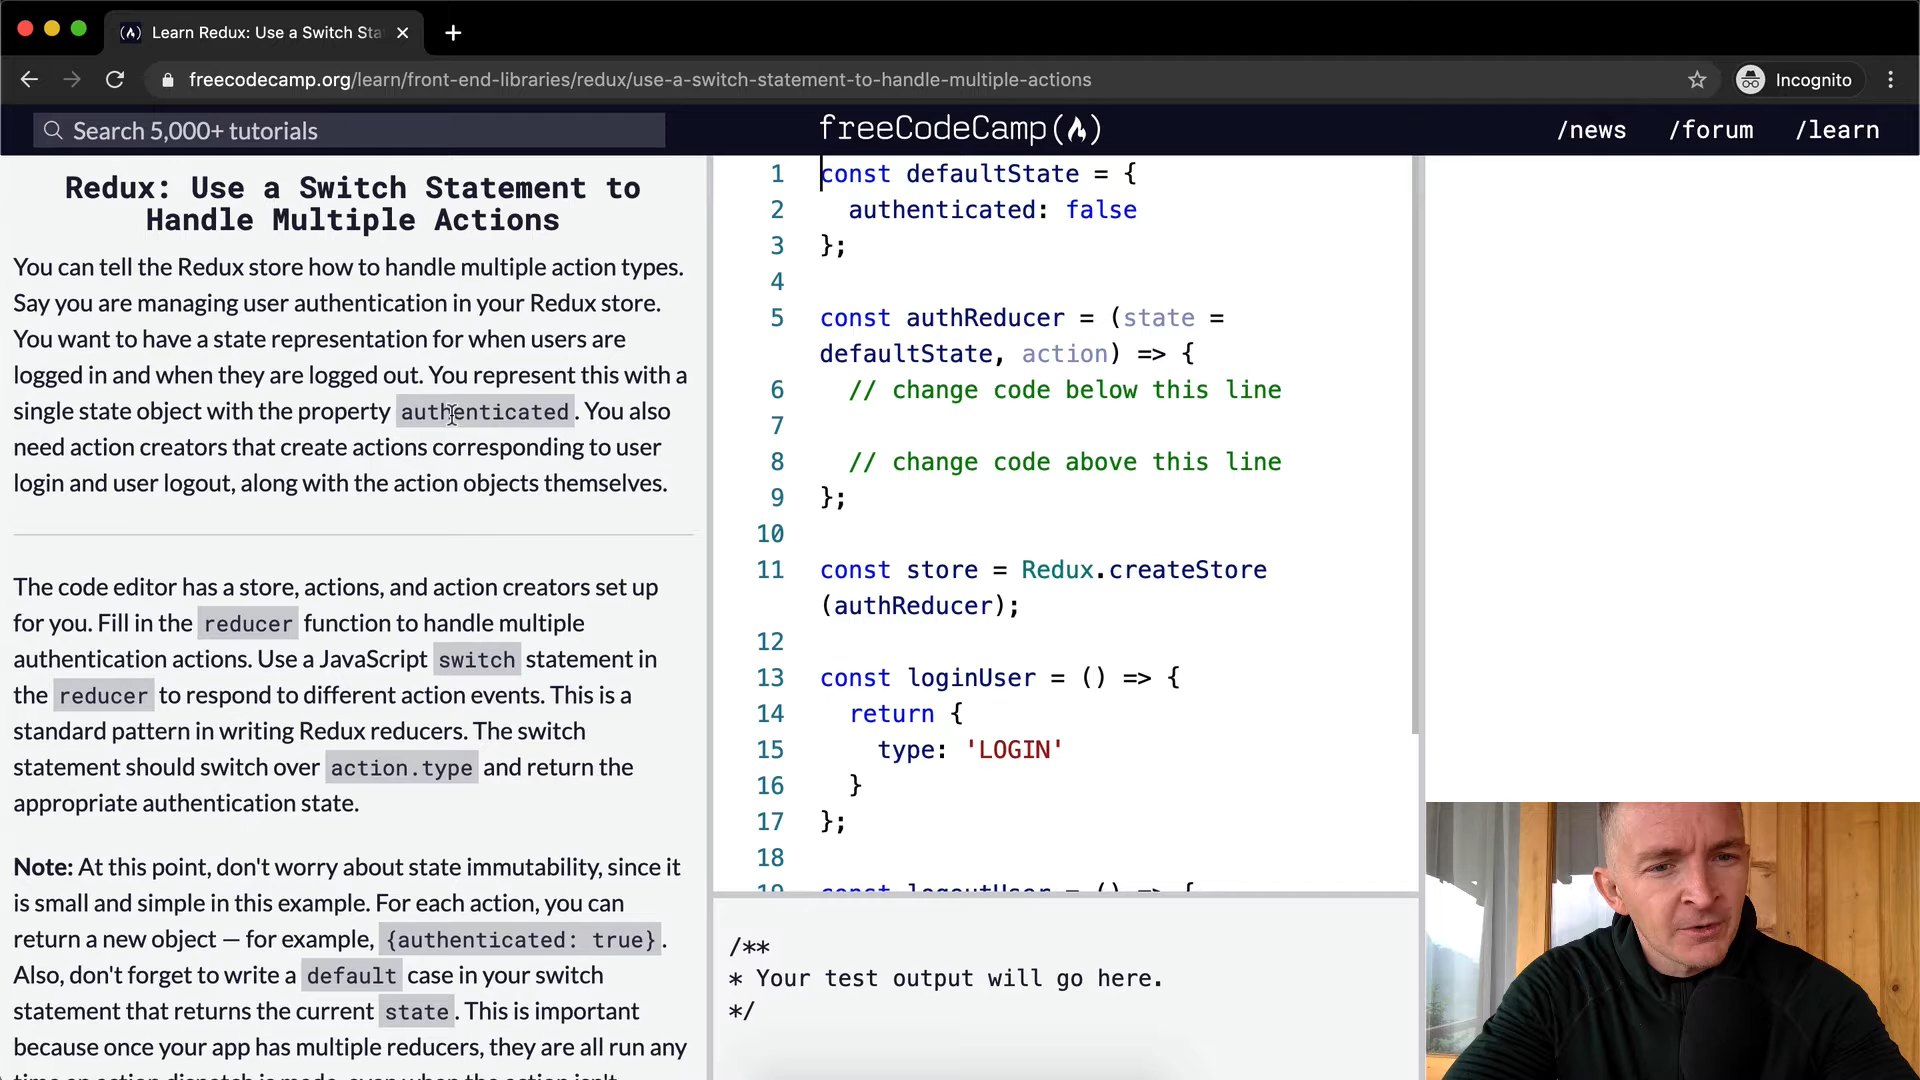 Learn Redux: Use a Switch Sta
freecodecamp.org/learn/front-end-libraries/redux/use-a-switch-statement-to-handle-multiple-actions
Incognito
Search 5,000+ tutorials
freeCodeCamp
/news
/forum
/learn
Redux: Use a Switch Statement to
Handle Multiple Actions
You can tell the Redux store how to handle multiple action types.
Say you are managing user authentication in your Redux store.
You want to have a state representation for when users are
logged in and when they are logged out. You represent this with a
single state object with the property authenticated. You also
need action creators that create actions corresponding to user
login and user logout, along with the action objects themselves.
The code editor has a store, actions, and action creators set up
for you. Fill in the reducer function to handle multiple
authentication actions. Use a JavaScript switch statement in
the reducer to respond to different action events. This is a
standard pattern in writing Redux reducers. The switch
statement should switch over action.type and return the
appropriate authentication state.
Note: At this point, don't worry about state immutability, since it
is small and simple in this example. For each action, you can
return a new object — for example, {authenticated: true}.
Also, don't forget to write a default case in your switch
statement that returns the current state. This is important
because once your app has multiple reducers, they are all run any
time an action dispatch is made, even when the action isn't
1 const defaultState = {
2 authenticated: false
3 };
4
5 const authReducer = (state =
defaultState, action) => {
6 // change code below this line
7
8 // change code above this line
9 };
10
11 const store = Redux.createStore
(authReducer);
12
13 const loginUser = () => {
14 return {
15 type: 'LOGIN'
16 }
17 };
18
19 const logoutUser = () => {
/**
* Your test output will go here.
*/